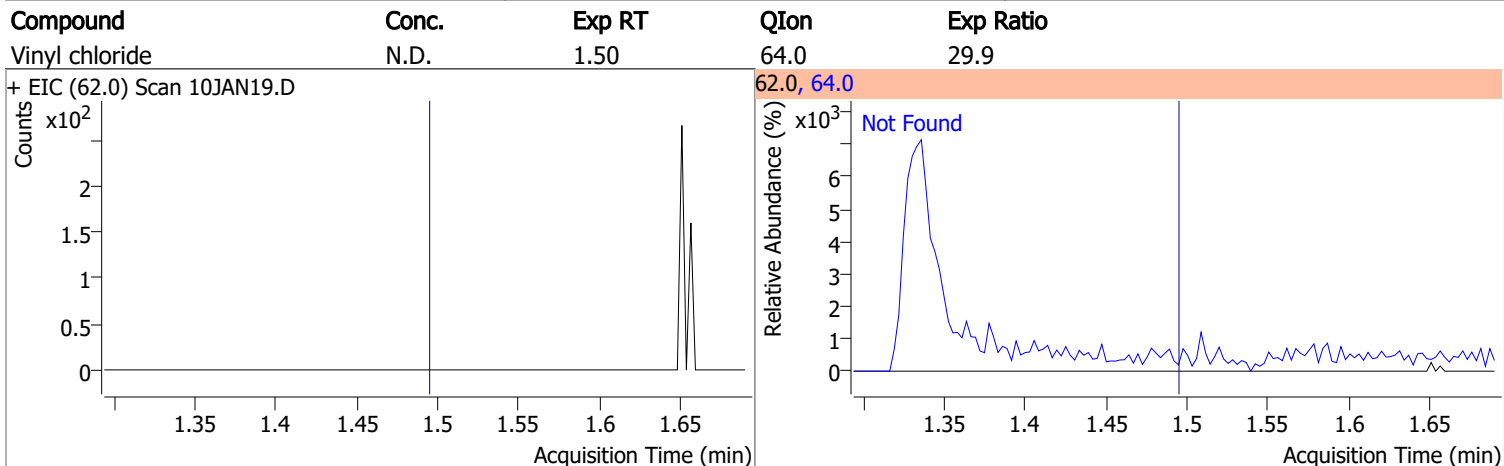 Compound Conc. Exp RT QIon Exp Ratio
Vinyl chloride N.D. 1.50 64.0 29.9
+ EIC (62.0) Scan 10JAN19.D
Counts
x10²
2
1.5
1
0.5
0
1.35 1.4 1.45 1.5 1.55 1.6 1.65
Acquisition Time (min)
62.0, 64.0
Relative Abundance (%)
x10³
Not Found
6
5
4
3
2
1
0
1.35 1.4 1.45 1.5 1.55 1.6 1.65
Acquisition Time (min)